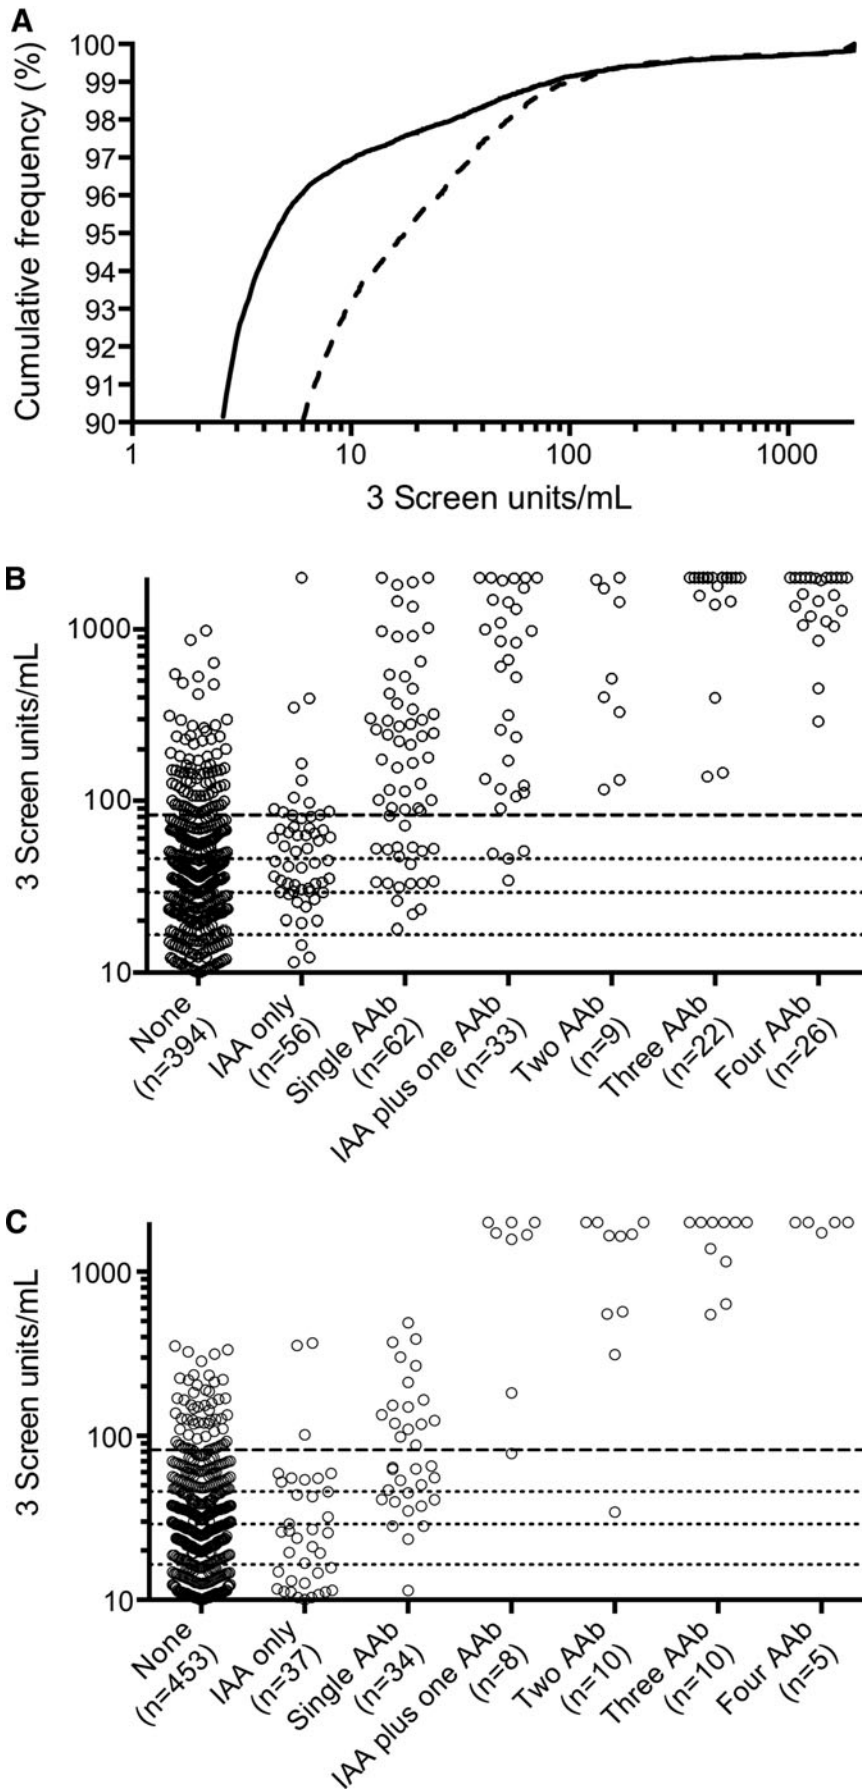 A
Cumulative frequency (%)
100
99
98
97
96
95
94
93
92
91
90
1 10 100 1000
3 Screen units/mL
B
3 Screen units/mL
1000
100
10
None
(n=394)
IAA only
(n=56)
Single AAb
(n=62)
IAA plus one AAb
(n=33)
Two AAb
(n=9)
Three AAb
(n=22)
Four AAb
(n=26)
C
3 Screen units/mL
1000
100
10
None
(n=453)
IAA only
(n=37)
Single AAb
(n=34)
IAA plus one AAb
(n=8)
Two AAb
(n=10)
Three AAb
(n=10)
Four AAb
(n=5)